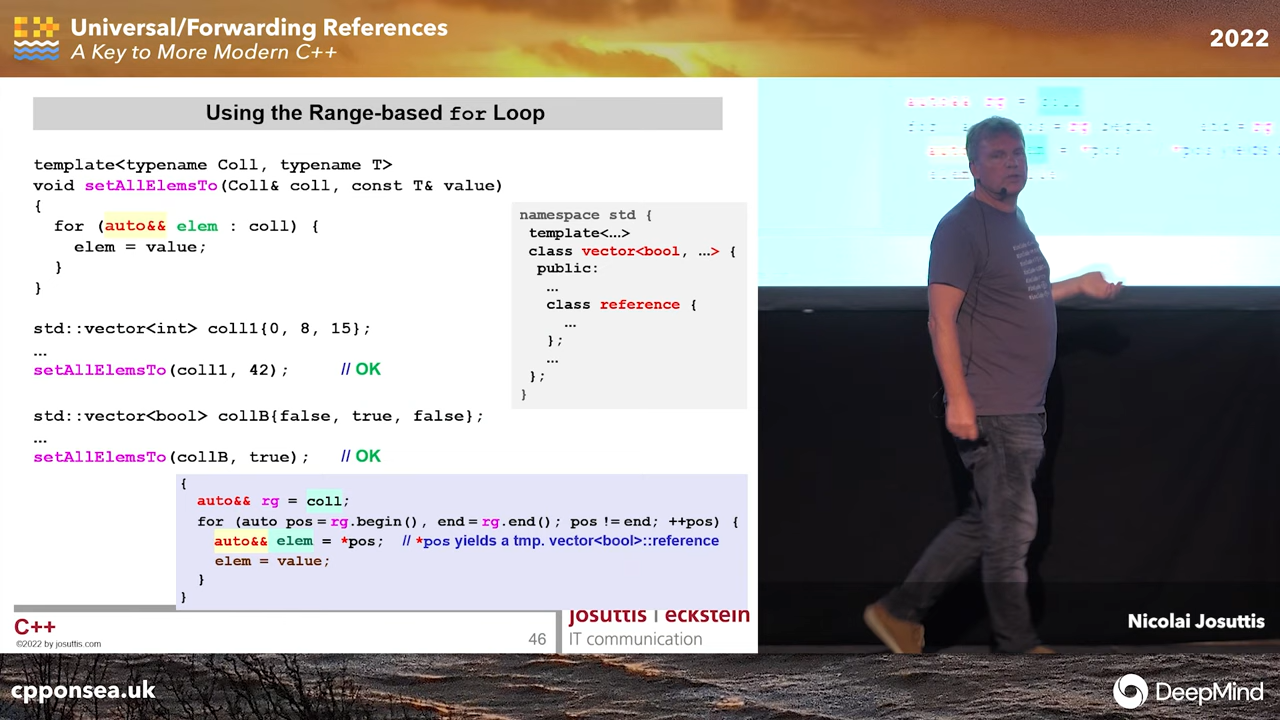 Universal/Forwarding References
A Key to More Modern C++
2022
Using the Range-based for Loop
template<typename Coll, typename T>
void setAllElemsTo(Coll& coll, const T& value)
{
for (auto&& elem : coll) {
elem = value;
}
}
std::vector<int> coll1{0, 8, 15};
…
setAllElemsTo(coll1, 42); // OK
std::vector<bool> collB{false, true, false};
…
setAllElemsTo(collB, true); // OK
namespace std {
template<...>
class vector<bool, ...> {
public:
…
class reference {
…
};
…
};
}
{
auto&& rg = coll;
for (auto pos = rg.begin(), end = rg.end(); pos != end; ++pos) {
auto&& elem = *pos; // *pos yields a tmp. vector<bool>::reference
elem = value;
}
}
C++
©2022 by josuttis.com
46
josuttis | eckstein
IT communication
Nicolai Josuttis
cpponsea.uk
DeepMind